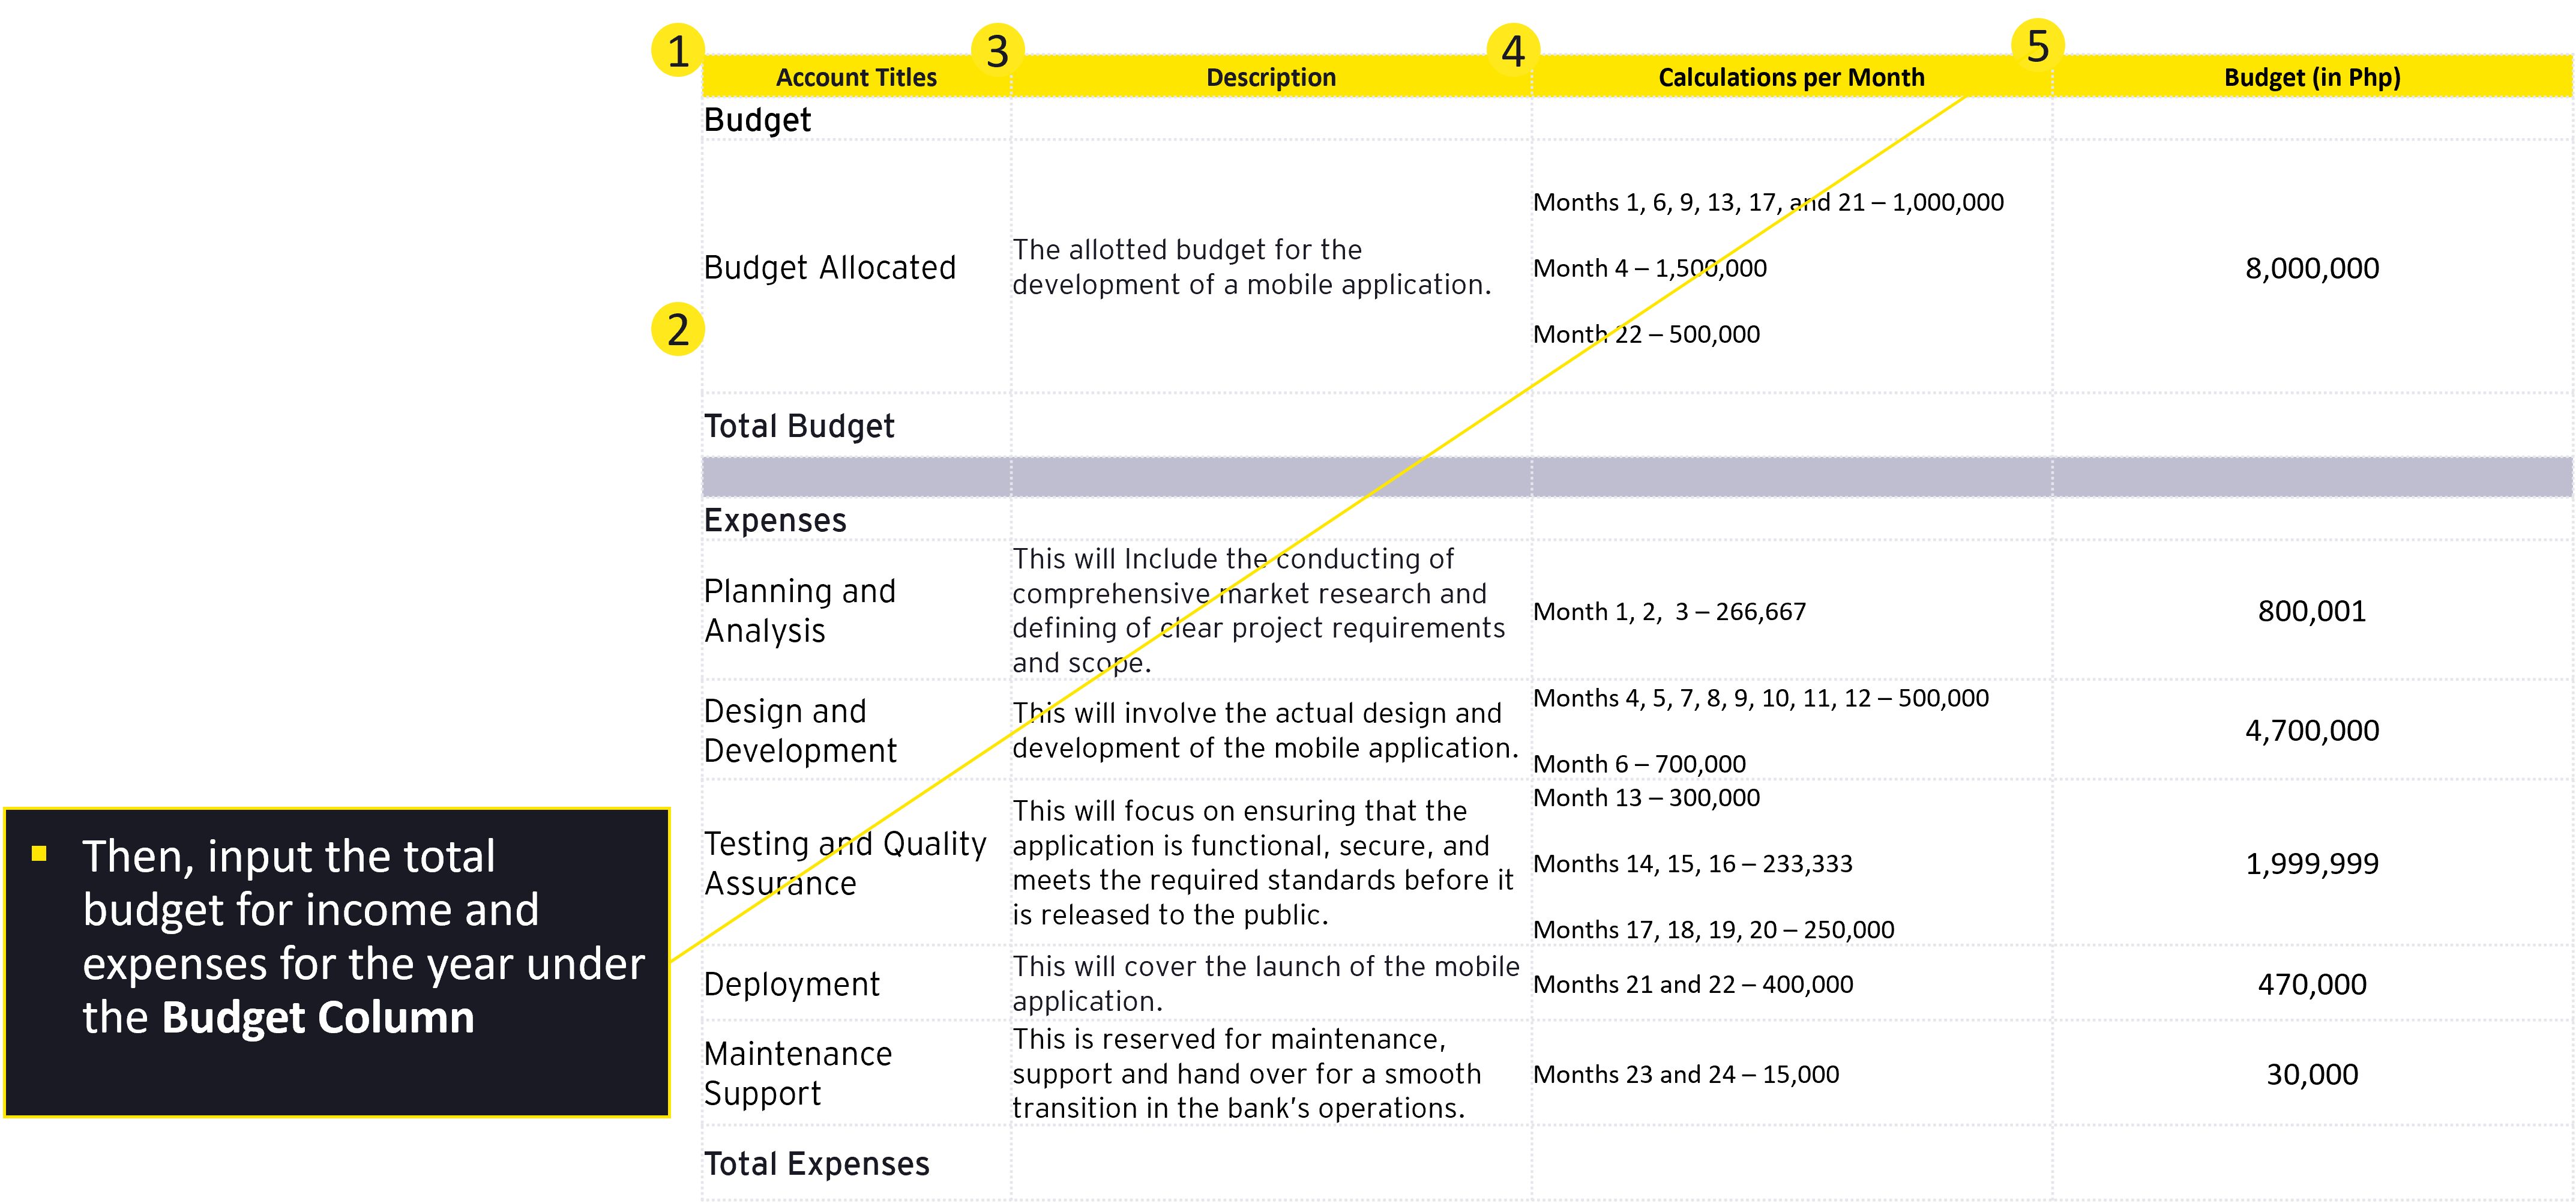 1
3
4
5
Account Titles
Description
Calculations per Month
Budget (in Php)
Budget
Budget Allocated
The allotted budget for the
development of a mobile application.
Months 1, 6, 9, 13, 17, and 21 – 1,000,000
Month 4 – 1,500,000
Month 22 – 500,000
8,000,000
2
Total Budget
Expenses
Planning and
Analysis
This will Include the conducting of
comprehensive market research and
defining of clear project requirements
and scope.
Month 1, 2,  3 – 266,667
800,001
Design and
Development
This will involve the actual design and
development of the mobile application.
Months 4, 5, 7, 8, 9, 10, 11, 12 – 500,000
Month 6 – 700,000
4,700,000
Testing and Quality
Assurance
This will focus on ensuring that the
application is functional, secure, and
meets the required standards before it
is released to the public.
Month 13 – 300,000
Months 14, 15, 16 – 233,333
Months 17, 18, 19, 20 – 250,000
1,999,999
Deployment
This will cover the launch of the mobile
application.
Months 21 and 22 – 400,000
470,000
Maintenance
Support
This is reserved for maintenance,
support and hand over for a smooth
transition in the bank's operations.
Months 23 and 24 – 15,000
30,000
Total Expenses
▪ Then, input the total
budget for income and
expenses for the year under
the Budget Column